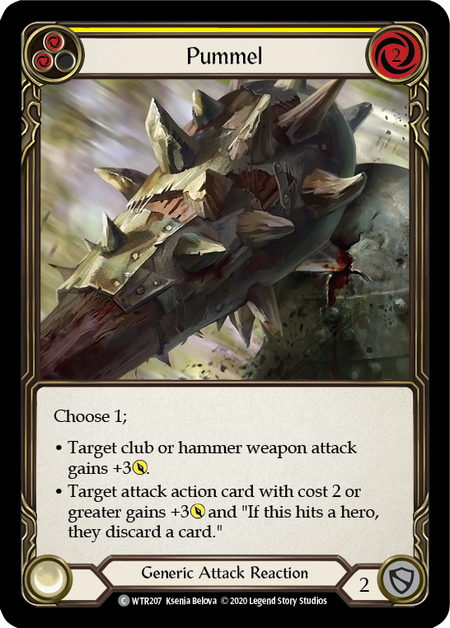 2
Pummel
Choose 1;
• Target club or hammer weapon attack
gains +3.
• Target attack action card with cost 2 or
greater gains +3 and "If this hits a hero,
they discard a card."
Generic Attack Reaction
2
C WTR207 Ksenia Belova © 2020 Legend Story Studios